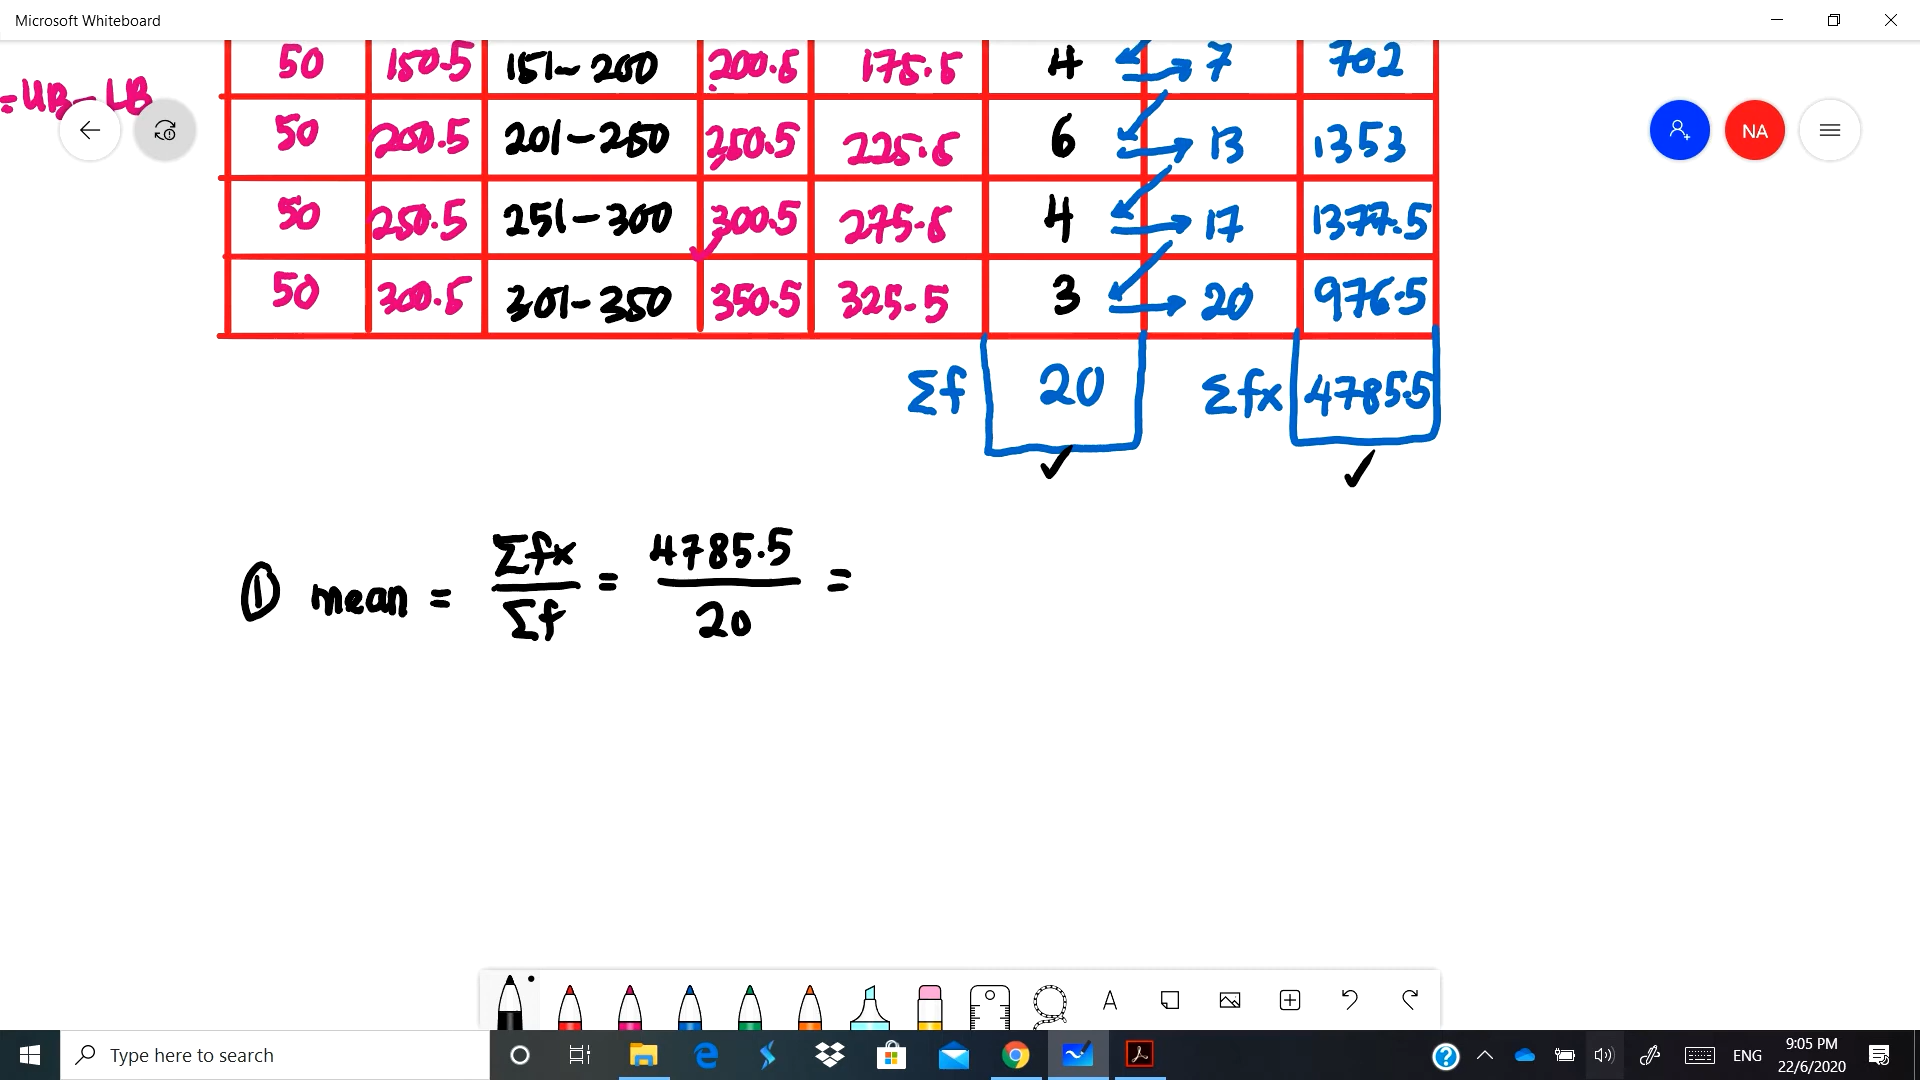 Microsoft Whiteboard
50 150.5 151-200 200.5 175.5 4 7 702
=UB-LB
50 200.5 201-250 250.5 225.5 6 13 1353
NA
50 250.5 251-300 300.5 275.5 4 17 1377.5
50 300.5 301-350 350.5 325.5 3 20 976.5
Σf 20 Σfx 4785.5
✓ ✓
① mean = Σfx/Σf = 4785.5/20 =
A
Type here to search
ENG
9:05 PM
22/6/2020